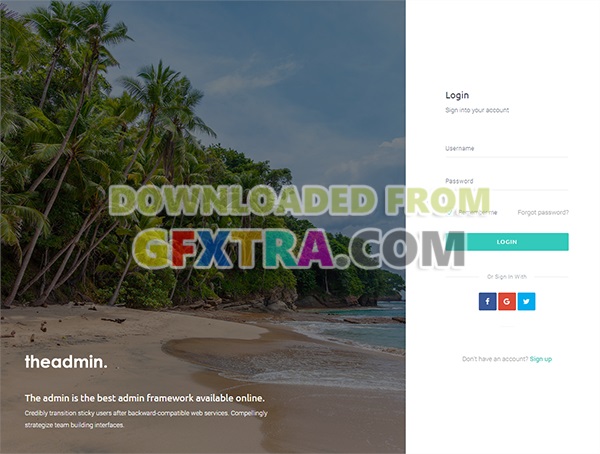 DOWNLOADED FROM
GFXTRA.COM
theadmin.
The admin is the best admin framework available online.
Credibly transition sticky users after backward-compatible web services. Compellingly
strategize team building interfaces.
Login
Sign into your account
Username
Password
Remember me Forgot password?
LOGIN
Or Sign In With
f G
Don't have an account? Sign up